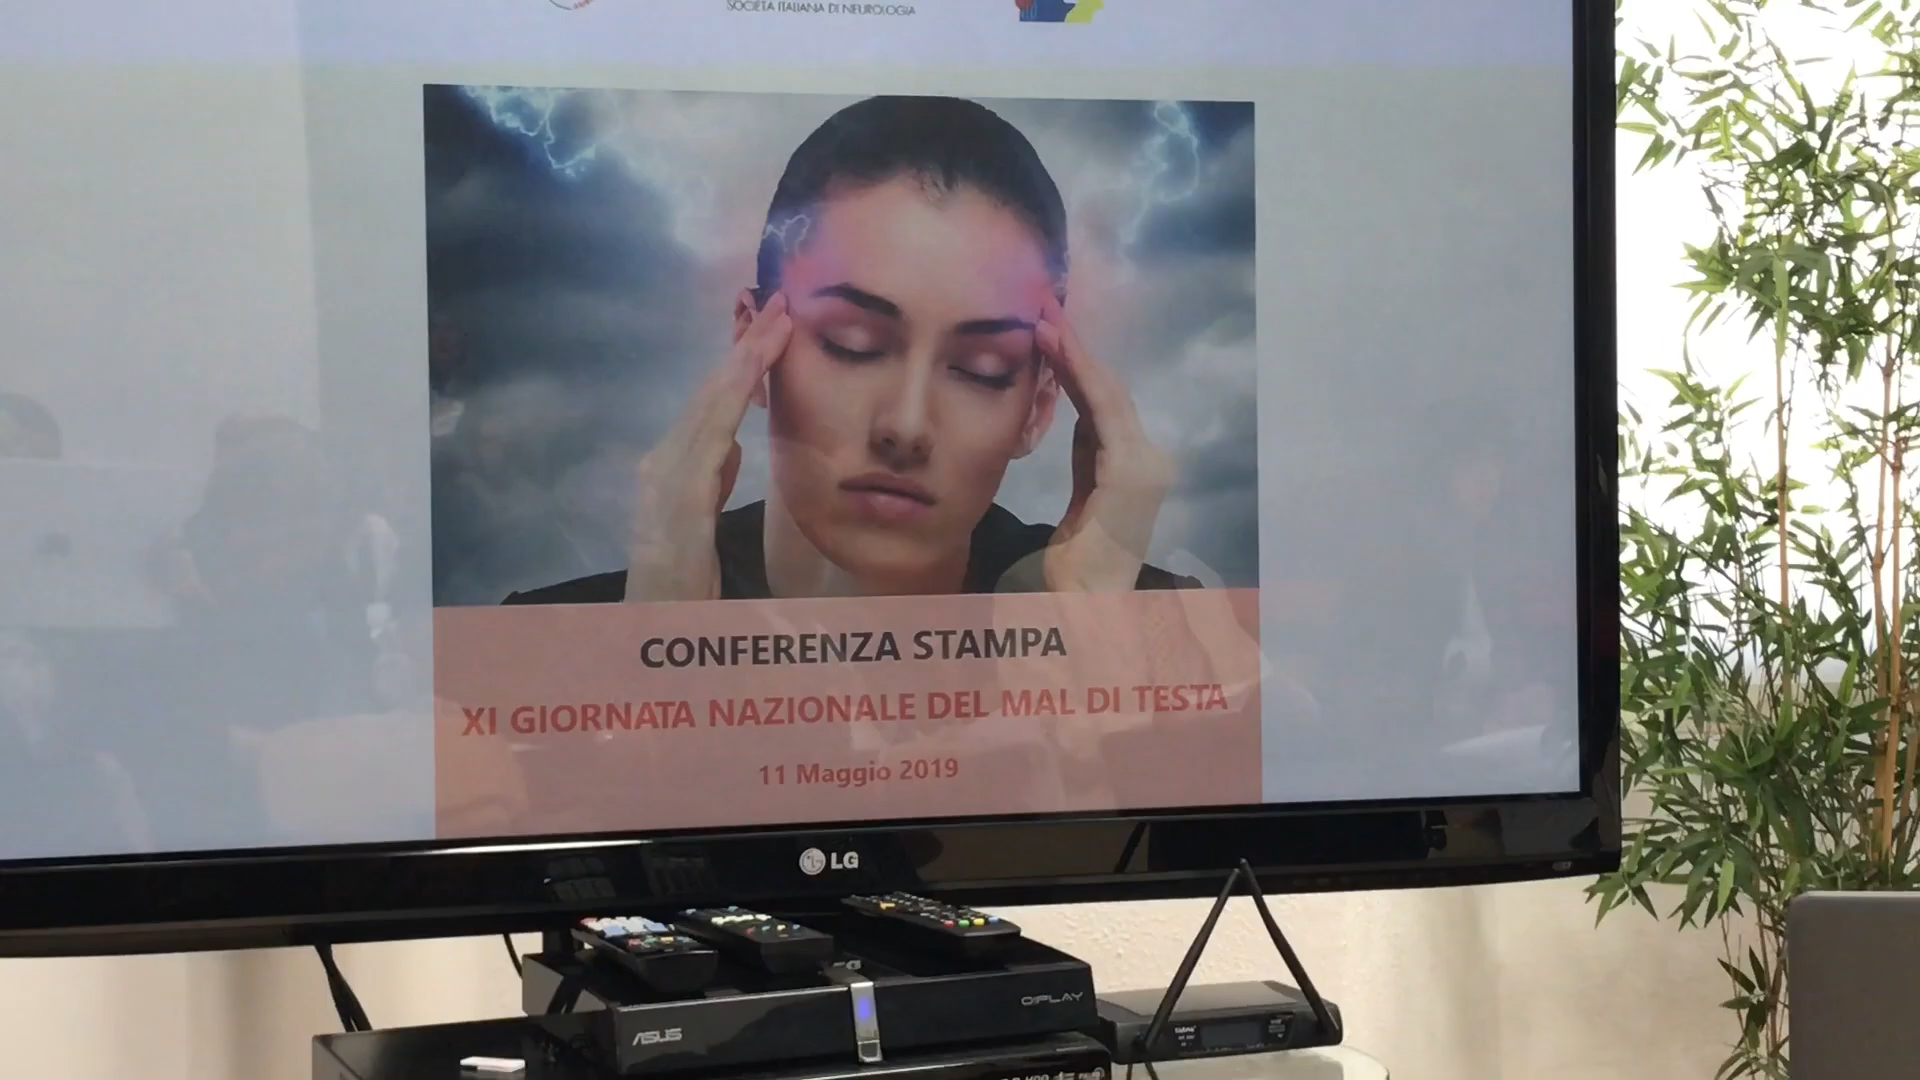 SOCIETÀ ITALIANA DI NEUROLOGIA
CONFERENZA STAMPA
XI GIORNATA NAZIONALE DEL MAL DI TESTA
11 Maggio 2019
LG
O!PLAY
ASUS